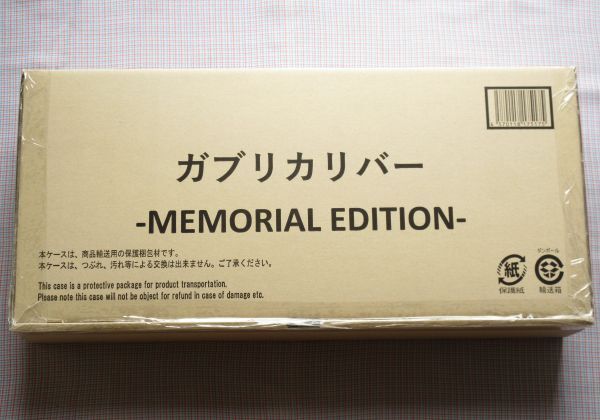 ガブリカリバー
-MEMORIAL EDITION-
本ケースは、商品輸送用の保護梱包材です。
本ケースは、つぶれ、汚れ等による交換は出来ません。ご了承ください。
This case is a protective package for product transportation.
Please note this case will not be object for refund in case of damage etc.
紙
保護紙
ダンボール
輸送箱